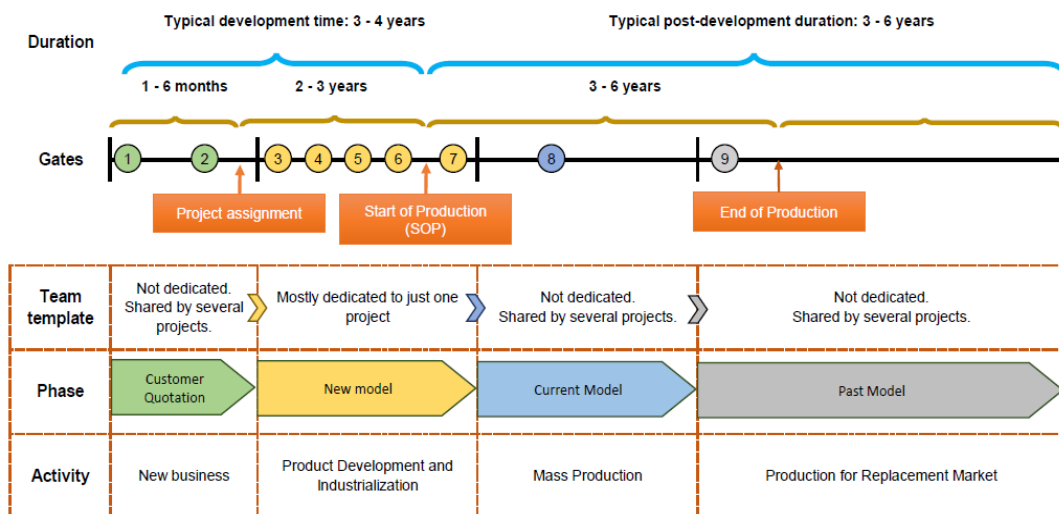 Typical development time: 3 - 4 years
Typical post-development duration: 3 - 6 years
Duration
1 - 6 months
2 - 3 years
3 - 6 years
Gates
1
2
3
4
5
6
7
8
9
Project assignment
Start of Production
(SOP)
End of Production
Team
template
Not dedicated.
Shared by several
projects.
Mostly dedicated to just one
project
Not dedicated.
Shared by several projects.
Not dedicated.
Shared by several projects.
Phase
Customer
Quotation
New model
Current Model
Past Model
Activity
New business
Product Development and
Industrialization
Mass Production
Production for Replacement Market